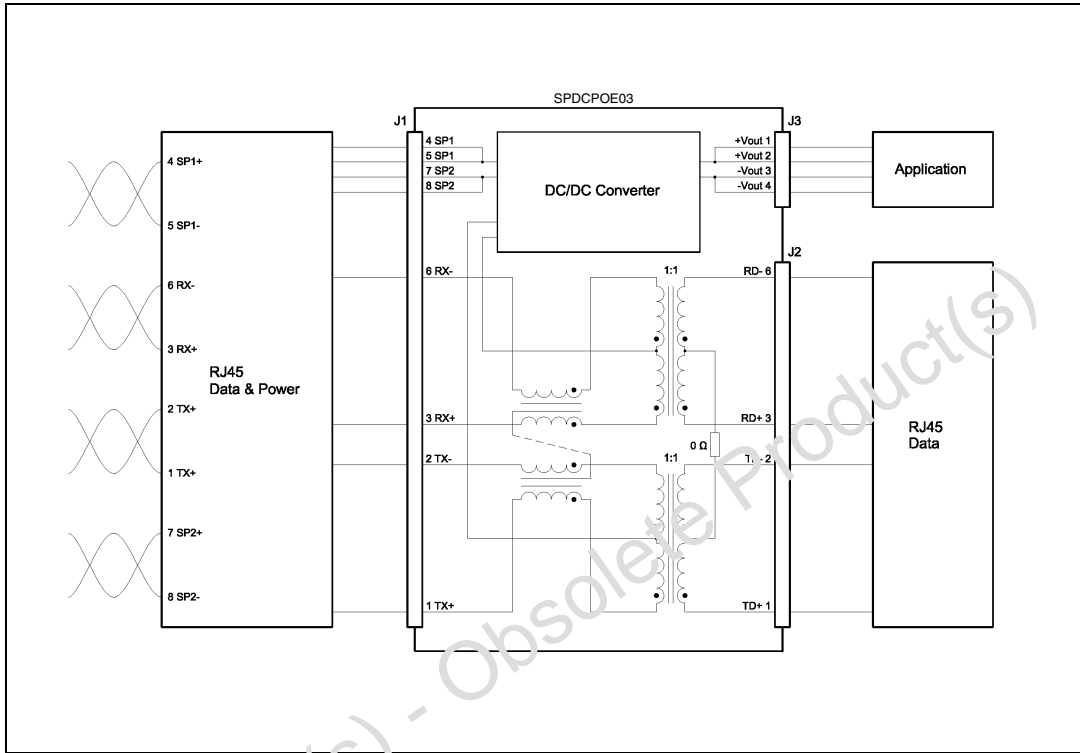 SPDCPOE03
J1
J3
4 SP1
5 SP1
7 SP2
8 SP2
+Vout 1
+Vout 2
-Vout 3
-Vout 4
DC/DC Converter
Application
4 SP1+
5 SP1-
6 RX-
3 RX+
2 TX+
1 TX+
7 SP2+
8 SP2-
RJ45
Data & Power
J2
6 RX-
3 RX+
2 TX-
1 TX+
1:1
1:1
0 Ω
RD- 6
RD+ 3
2
TD+ 1
RJ45
Data
(s) - Obsolete Product(s)